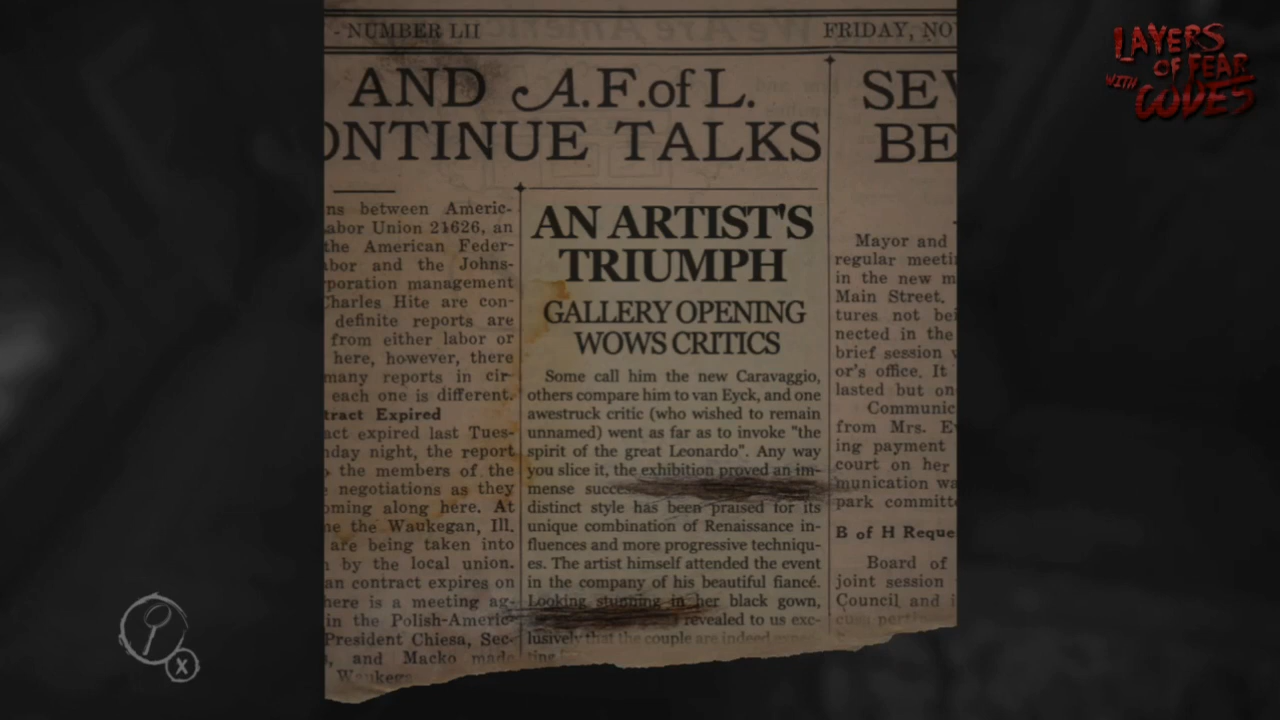 - NUMBER LII
FRIDAY, NO
AND A.F.of L.
ONTINUE TALKS
SEV
BE
ns between Americ-
abor Union 21626, an
the American Feder-
bor and the Johns-
poration management
Charles Hite are con-
definite reports are
from either labor or
here, however, there
many reports in cir-
each one is different.
tract Expired
act expired last Tues-
day night, the report
the members of the
negotiations as they
oming along here. At
e the Waukegan, Ill.
are being taken into
by the local union.
an contract expires on
here is a meeting ag-
in the Polish-Americ-
President Chiesa, Sec-
, and Macko made
Waukega
AN ARTIST'S
TRIUMPH
GALLERY OPENING
WOWS CRITICS
Some call him the new Caravaggio,
others compare him to van Eyck, and one
awestruck critic (who wished to remain
unnamed) went as far as to invoke "the
spirit of the great Leonardo". Any way
you slice it, the exhibition proved an im-
mense succes
distinct style has been praised for its
unique combination of Renaissance in-
fluences and more progressive techniqu-
es. The artist himself attended the event
in the company of his beautiful fiancé.
Looking stunning in her black gown,
revealed to us exc-
lusively that the couple are indeed expec-
ting
Mayor and
regular meeti
in the new m
Main Street.
tures not bei
nected in the
brief session w
or's office. It
lasted but on
Communic
from Mrs. E
ing payment
court on her
munication wa
park committe
B of H Reque
Board of
joint session
Council and i
LAYERS
OF FEAR
WITH
CODES
X